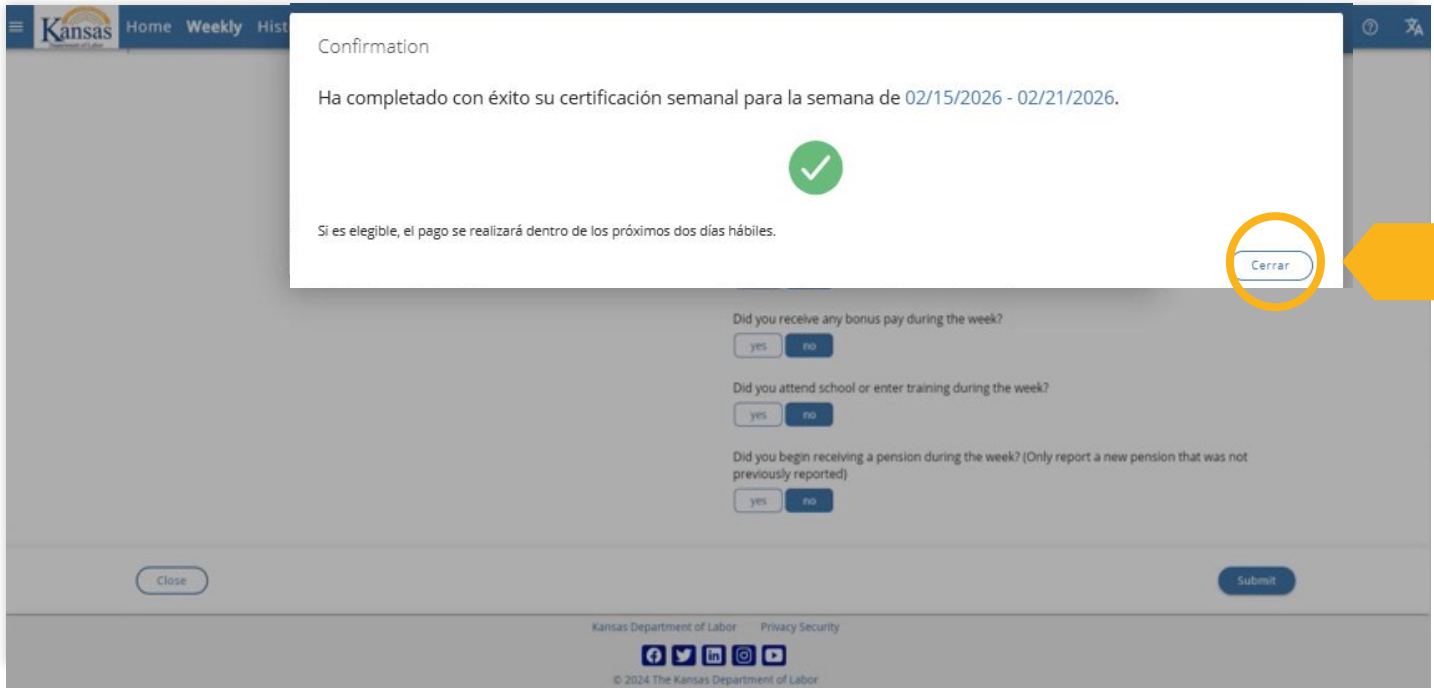 Kansas
Department of Labor
Home Weekly Hist
Confirmation
Ha completado con éxito su certificación semanal para la semana de 02/15/2026 - 02/21/2026.
Si es elegible, el pago se realizará dentro de los próximos dos días hábiles.
Cerrar
Did you receive any bonus pay during the week?
yes no
Did you attend school or enter training during the week?
yes no
Did you begin receiving a pension during the week? (Only report a new pension that was not
previously reported)
yes no
Close Submit
Kansas Department of Labor Privacy Security
© 2024 The Kansas Department of Labor